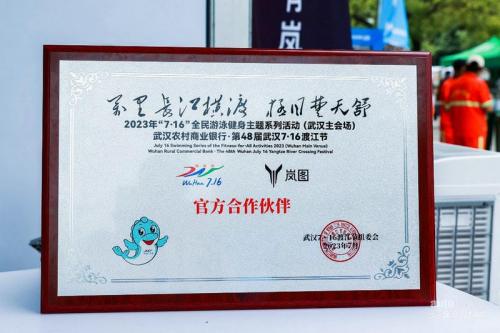 岚
万里长江横渡 极目楚天舒
2023年“7·16”全民游泳健身主题系列活动（武汉主会场）
武汉农村商业银行·第48届武汉7·16渡江节
July 16 Swimming Series of the Fitness-for-All Activities 2023 (Wuhan Main Venue)
Wuhan Rural Commercial Bank · The 48th Wuhan July 16 Yangtze River Crossing Festival
WuHan 7.16
岚图
官方合作伙伴
武汉7·16渡江节组委会
2023年7月